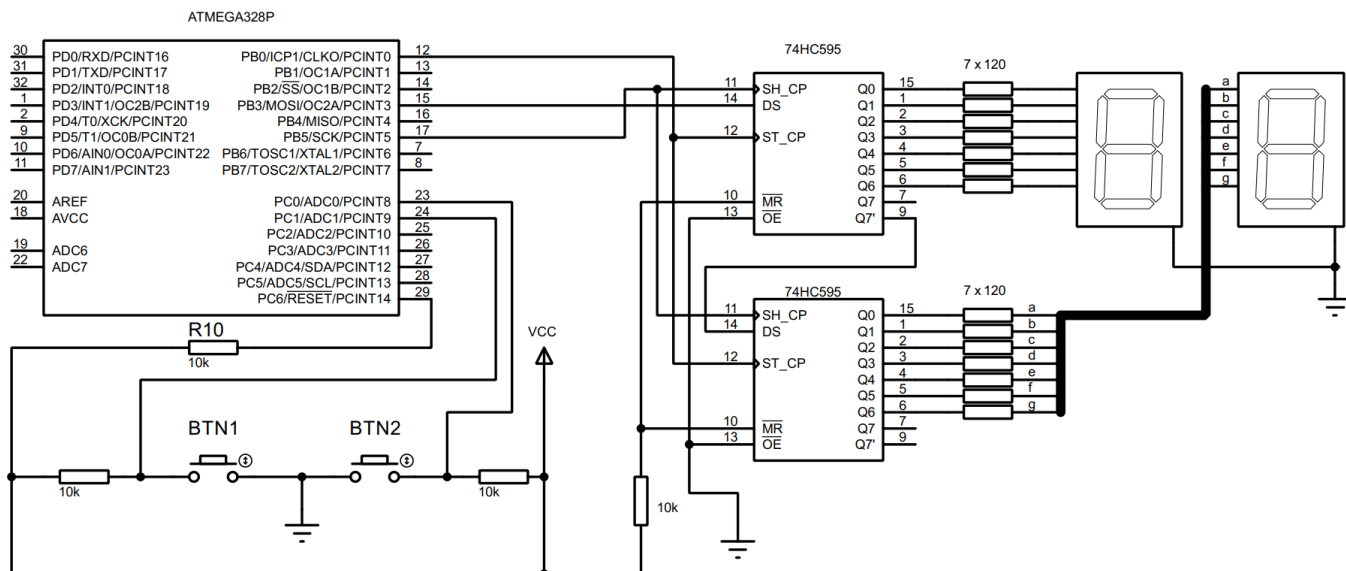 ATMEGA328P
30 PD0/RXD/PCINT16 PB0/ICP1/CLKO/PCINT0 12
31 PD1/TXD/PCINT17 PB1/OC1A/PCINT1 13
32 PD2/INT0/PCINT18 PB2/SS/OC1B/PCINT2 14
1 PD3/INT1/OC2B/PCINT19 PB3/MOSI/OC2A/PCINT3 15
2 PD4/T0/XCK/PCINT20 PB4/MISO/PCINT4 16
9 PD5/T1/OC0B/PCINT21 PB5/SCK/PCINT5 17
10 PD6/AIN0/OC0A/PCINT22 PB6/TOSC1/XTAL1/PCINT6 7
11 PD7/AIN1/PCINT23 PB7/TOSC2/XTAL2/PCINT7 8
20 AREF PC0/ADC0/PCINT8 23
18 AVCC PC1/ADC1/PCINT9 24
PC2/ADC2/PCINT10 25
19 ADC6 PC3/ADC3/PCINT11 26
22 ADC7 PC4/ADC4/SDA/PCINT12 27
PC5/ADC5/SCL/PCINT13 28
PC6/RESET/PCINT14 29
74HC595
7 x 120
11 SH_CP Q0 15
14 DS Q1 1
Q2 2
12 ST_CP Q3 3
Q4 4
Q5 5
Q6 6
10 MR Q7 7
13 OE Q7' 9
a
b
c
d
e
f
g
74HC595
7 x 120
11 SH_CP Q0 15 a
14 DS Q1 1 b
Q2 2 c
12 ST_CP Q3 3 d
Q4 4 e
Q5 5 f
Q6 6 g
10 MR Q7 7
13 OE Q7' 9
R10
10k
VCC
BTN1 BTN2
10k 10k
10k